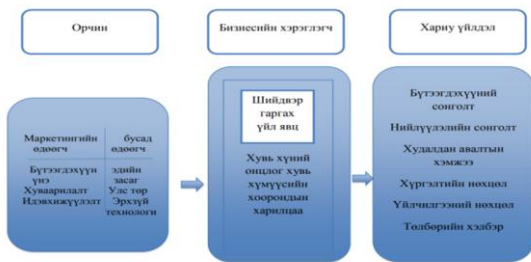 Орчин
Бизнесийн хэрэглэгч
Хариу үйлдэл
Маркетингийн өдөөгч
бусад өдөөгч
Бүтээгдэхүүн
үнэ
Хуваарилалт
Идэвхижүүлэлт
эдийн
засаг
Улс төр
Эрхзүй
технологи
Шийдвэр
гаргах
үйл явц
Хувь хүний
онцлог хувь
хүмүүсийн
хоорондын
харилцаа
Бүтээгдэхүүний
сонголт
Нийлүүлэлийн сонголт
Худалдан авалтын
хэмжээ
Хүргэлтийн нөхцөл
Үйлчилгээний нөхцөл
Төлбөрийн хэлбэр